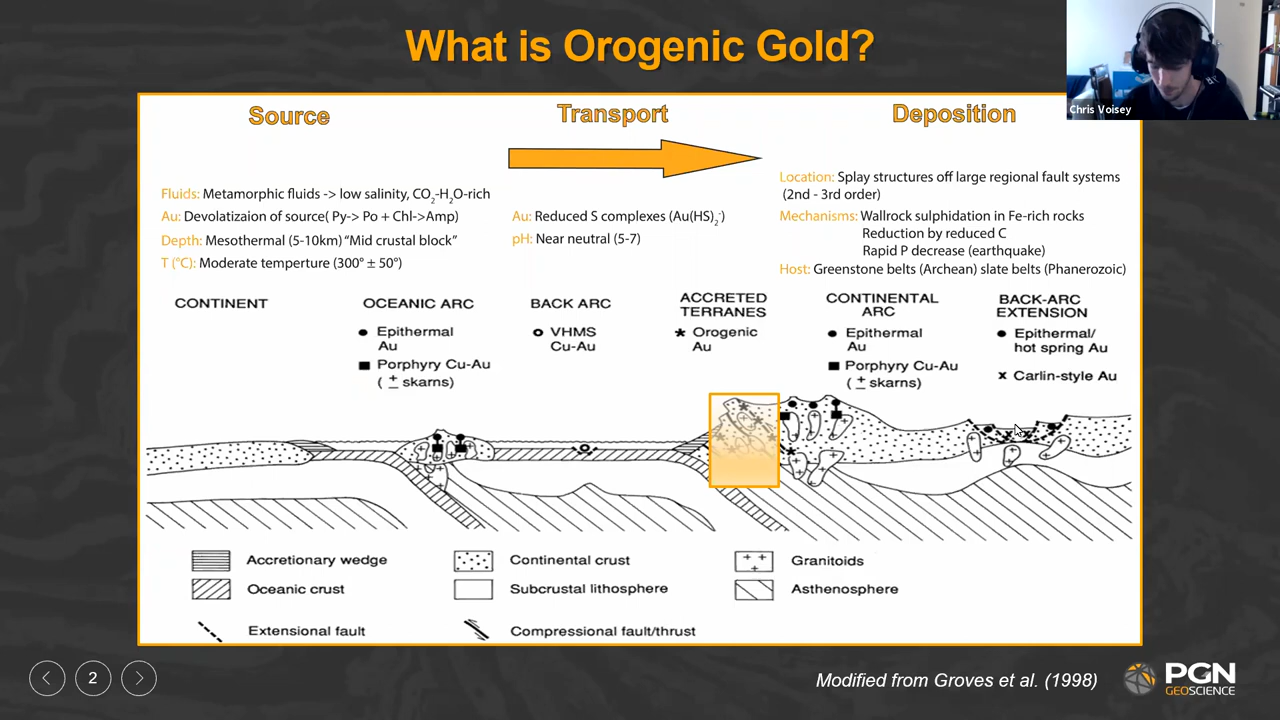 What is Orogenic Gold?
Chris Voisey
Source
Transport
Deposition
Fluids: Metamorphic fluids -> low salinity, CO2-H2O-rich
Au: Devolatizaion of source( Py-> Po + Chl->Amp)
Depth: Mesothermal (5-10km) “Mid crustal block”
T (°C): Moderate temperture (300° ± 50°)
Au: Reduced S complexes (Au(HS)2-)
pH: Near neutral (5-7)
Location: Splay structures off large regional fault systems
(2nd - 3rd order)
Mechanisms: Wallrock sulphidation in Fe-rich rocks
Reduction by reduced C
Rapid P decrease (earthquake)
Host: Greenstone belts (Archean) slate belts (Phanerozoic)
CONTINENT
OCEANIC ARC
Epithermal
Au
Porphyry Cu-Au
(± skarns)
BACK ARC
VHMS
Cu-Au
ACCRETED
TERRANES
Orogenic
Au
CONTINENTAL
ARC
Epithermal
Au
Porphyry Cu-Au
(± skarns)
BACK-ARC
EXTENSION
Epithermal/
hot spring Au
Carlin-style Au
Accretionary wedge
Continental crust
Granitoids
Oceanic crust
Subcrustal lithosphere
Asthenosphere
Extensional fault
Compressional fault/thrust
2
Modified from Groves et al. (1998)
PGN
GEOSCIENCE